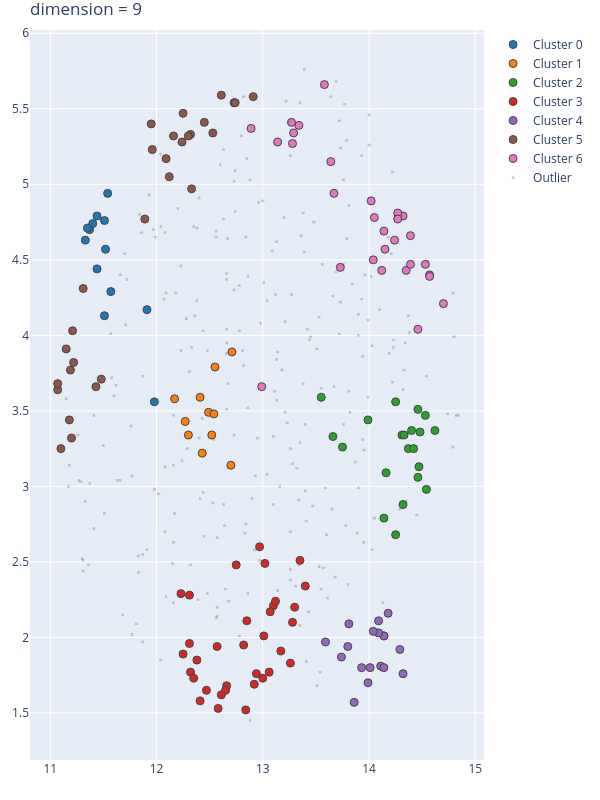 dimension = 9
6
5.5
5
4.5
4
3.5
3
2.5
2
1.5
11
12
13
14
15
Cluster 0
Cluster 1
Cluster 2
Cluster 3
Cluster 4
Cluster 5
Cluster 6
Outlier